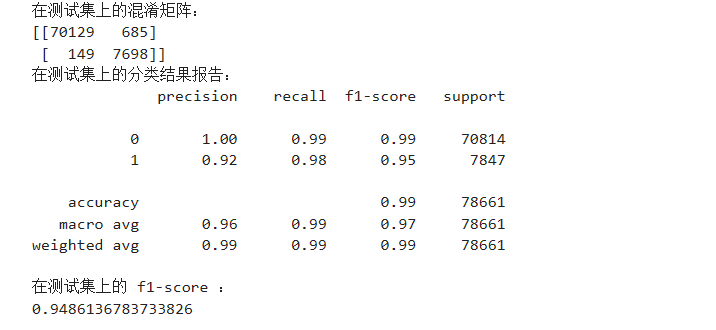 在测试集上的混淆矩阵：
[[70129   685]
 [  149  7698]]
在测试集上的分类结果报告：
              precision    recall  f1-score   support

           0       1.00      0.99      0.99     70814
           1       0.92      0.98      0.95      7847

    accuracy                           0.99     78661
   macro avg       0.96      0.99      0.97     78661
weighted avg       0.99      0.99      0.99     78661

在测试集上的 f1-score ：
0.9486136783733826